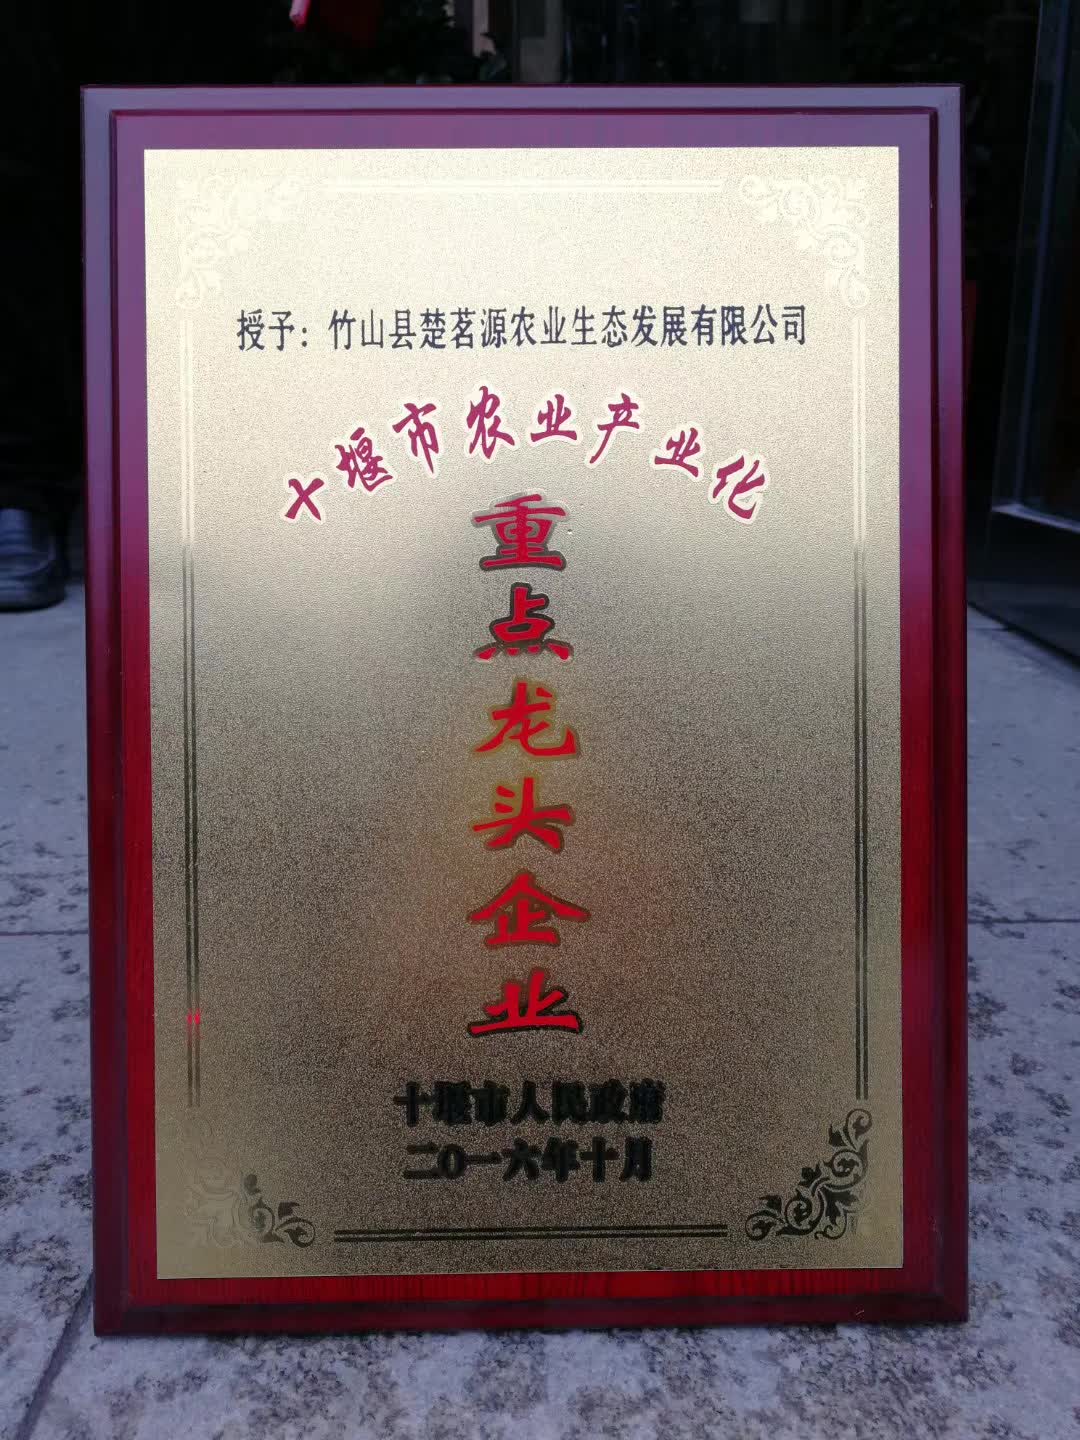 授予：竹山县楚茗源农业生态发展有限公司
十堰市农业产业化
重点龙头企业
十堰市人民政府
二0一六年十月